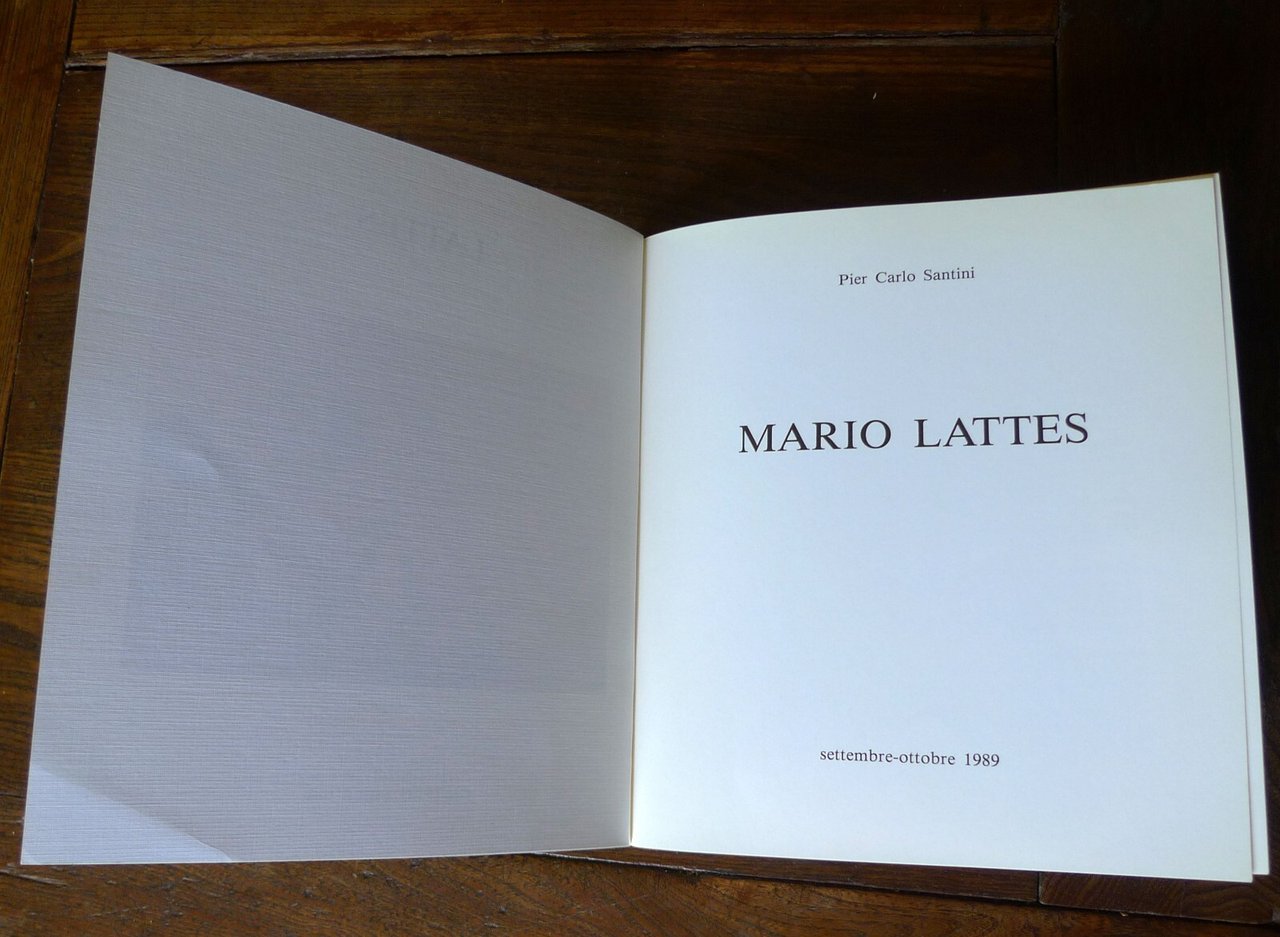 Pier Carlo Santini
MARIO LATTES
settembre-ottobre 1989